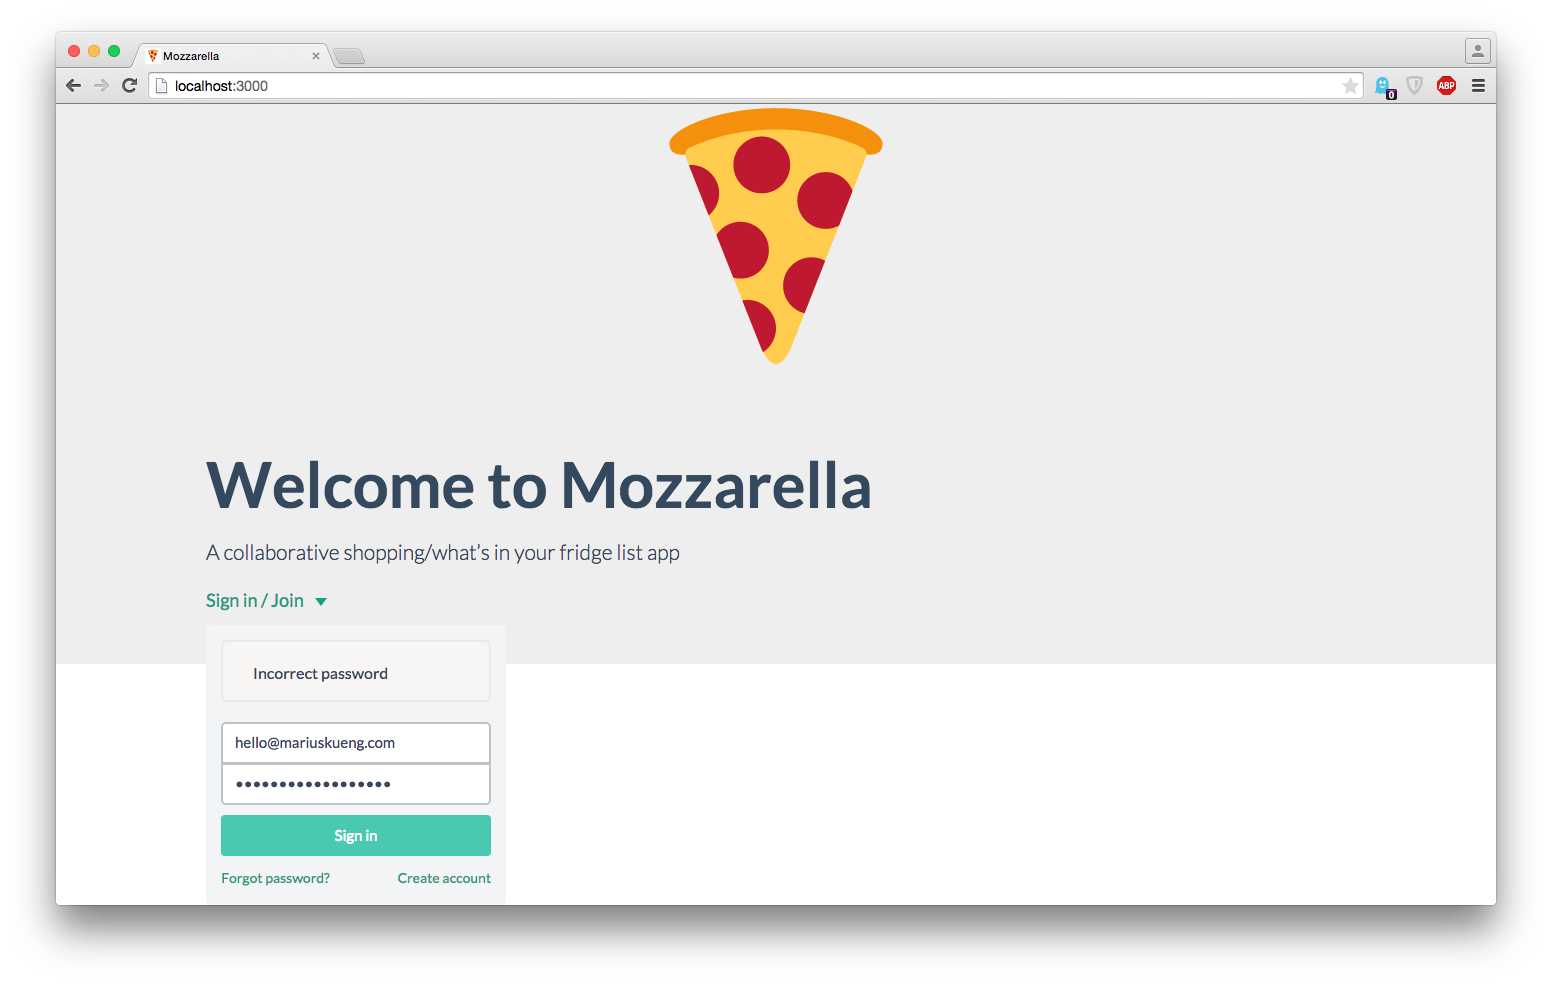 Mozzarella
localhost:3000
0
ABP
Welcome to Mozzarella
A collaborative shopping/what's in your fridge list app
Sign in / Join
Incorrect password
hello@mariuskueng.com
••••••••••••••••••
Sign in
Forgot password? Create account